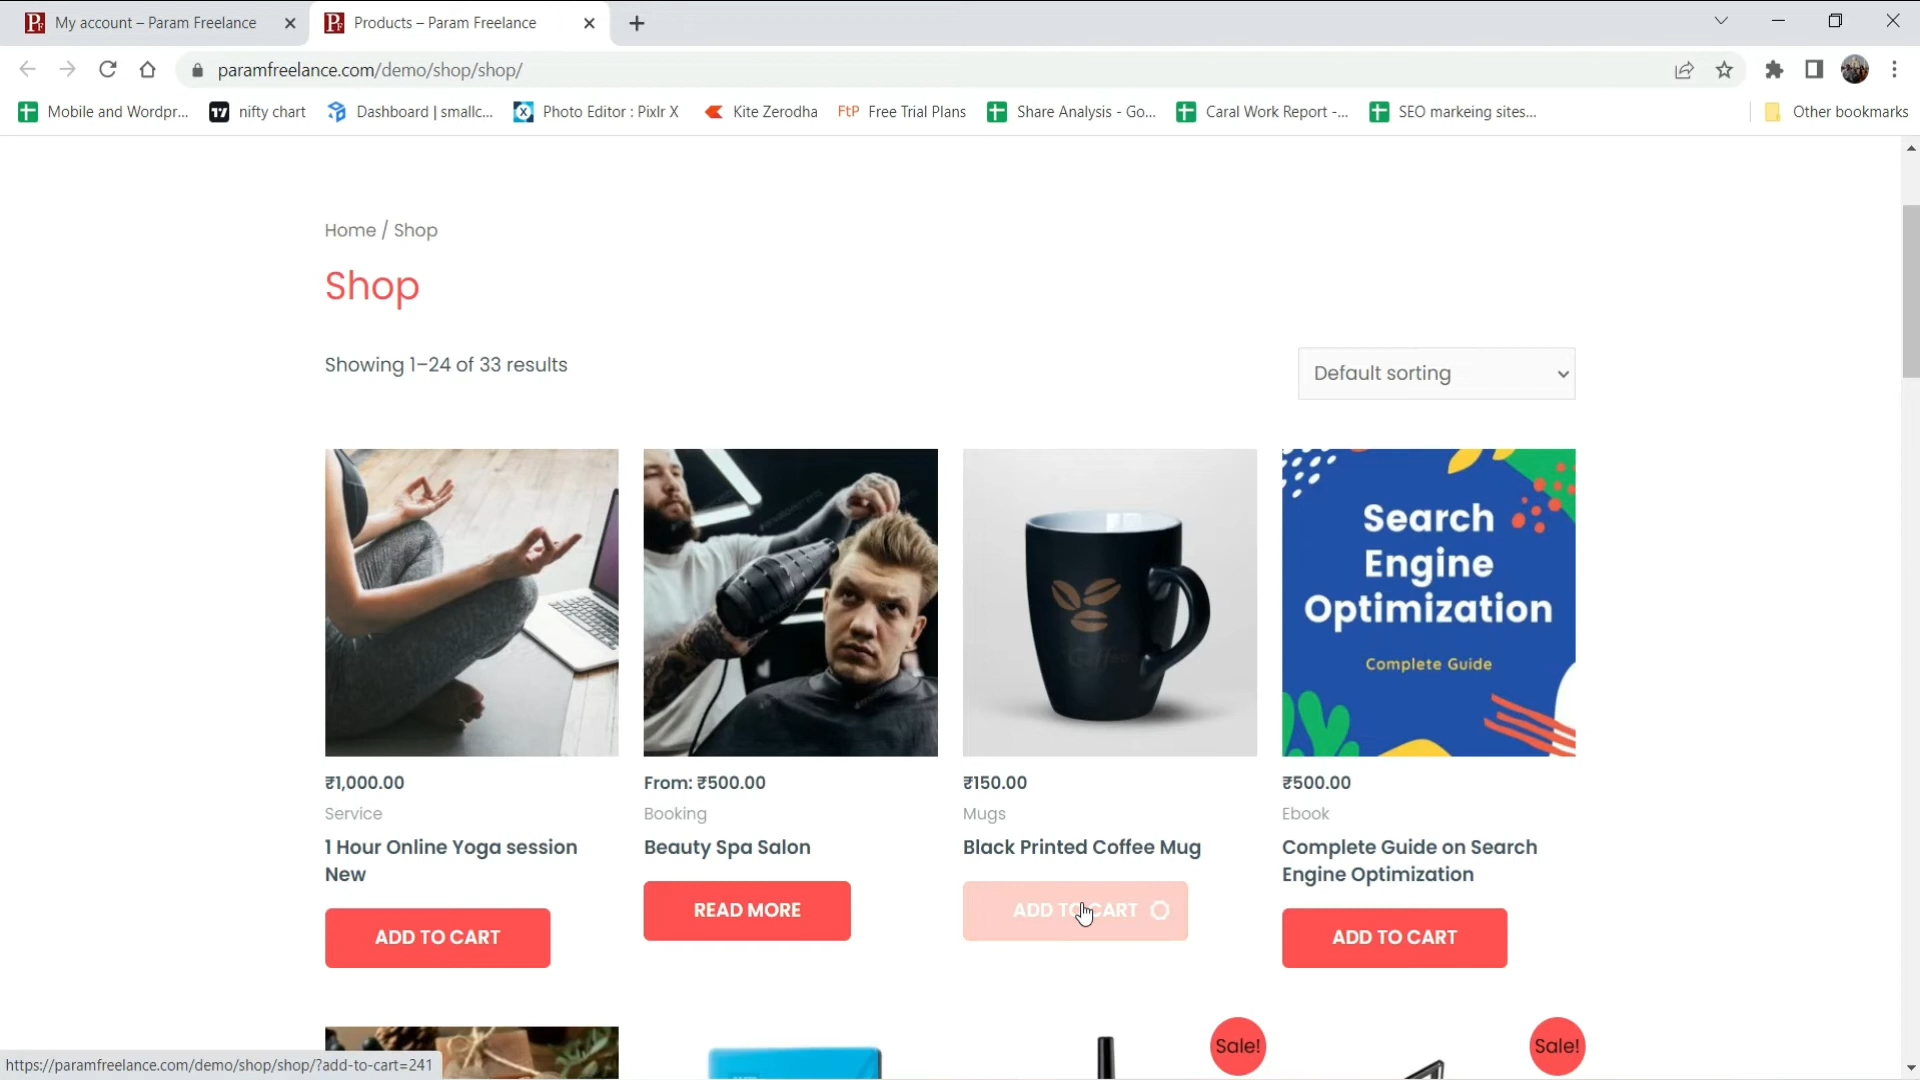 My account – Param Freelance
Products – Param Freelance
paramfreelance.com/demo/shop/shop/
Mobile and Wordpr...
nifty chart
Dashboard | smallc...
Photo Editor : Pixlr X
Kite Zerodha
FtP Free Trial Plans
Share Analysis - Go...
Caral Work Report -...
SEO markeing sites...
Other bookmarks
Home / Shop
Shop
Showing 1–24 of 33 results
Default sorting
Search
Engine
Optimization
Complete Guide
₹1,000.00
Service
1 Hour Online Yoga session
New
ADD TO CART
From: ₹500.00
Booking
Beauty Spa Salon
READ MORE
₹150.00
Mugs
Black Printed Coffee Mug
ADD TO CART
₹500.00
Ebook
Complete Guide on Search
Engine Optimization
ADD TO CART
Sale!
Sale!
https://paramfreelance.com/demo/shop/shop/?add-to-cart=241